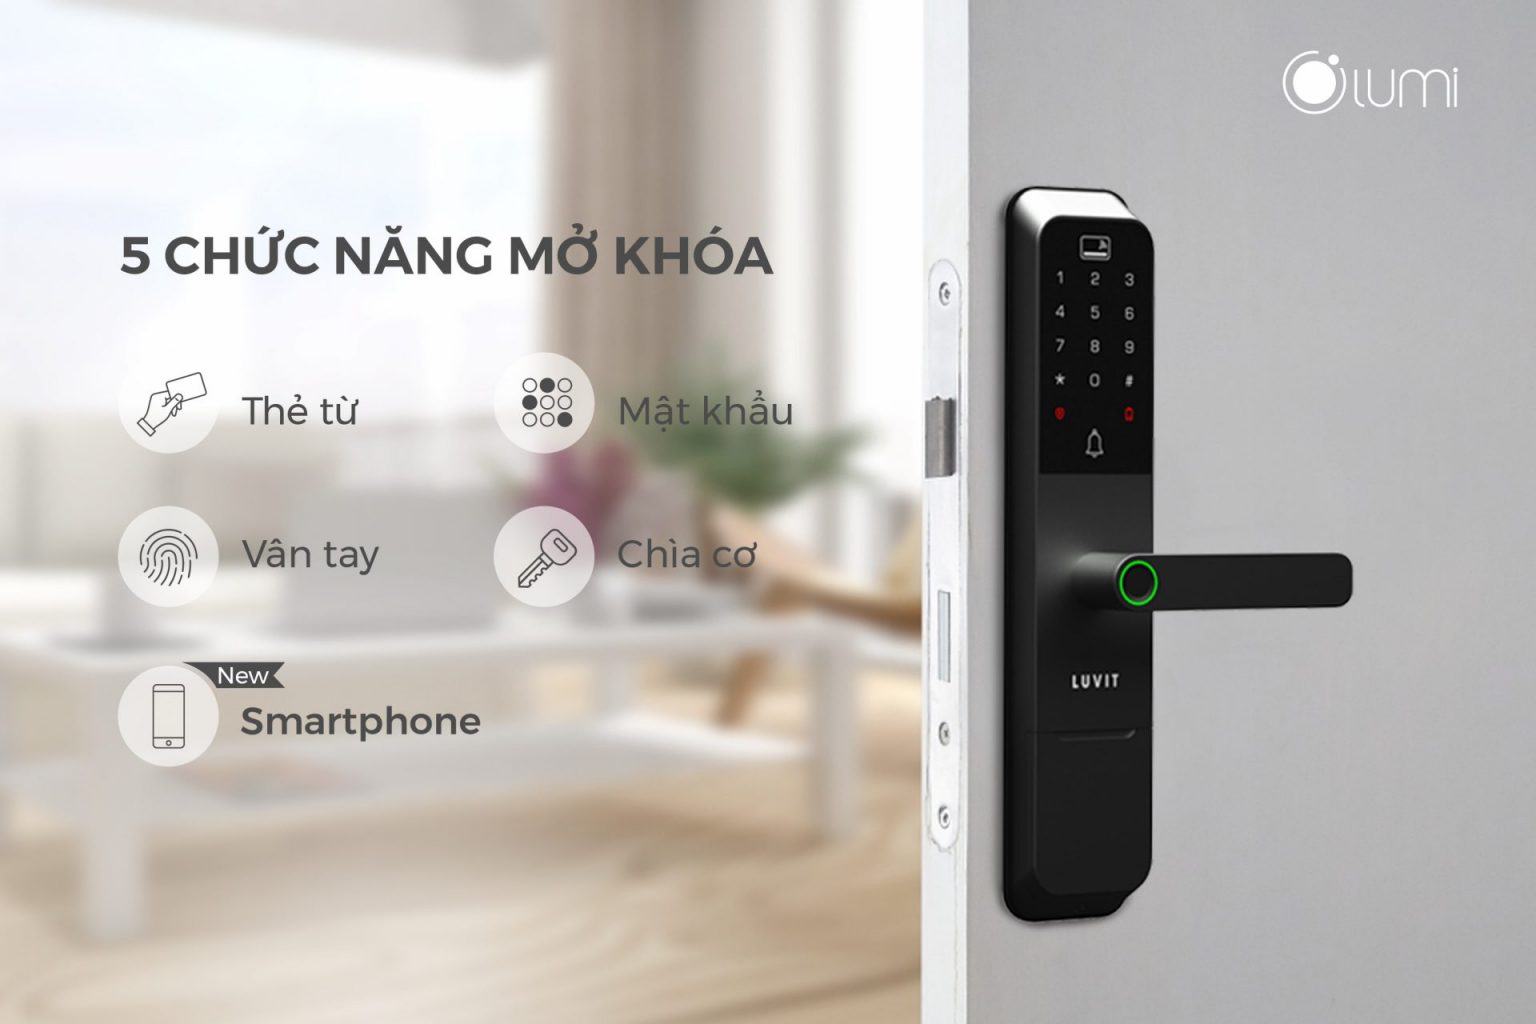 lumi
5 CHỨC NĂNG MỞ KHÓA
Thẻ từ
Mật khẩu
Vân tay
Chìa cơ
New
Smartphone
1 2 3
4 5 6
7 8 9
* 0 #
LUVIT